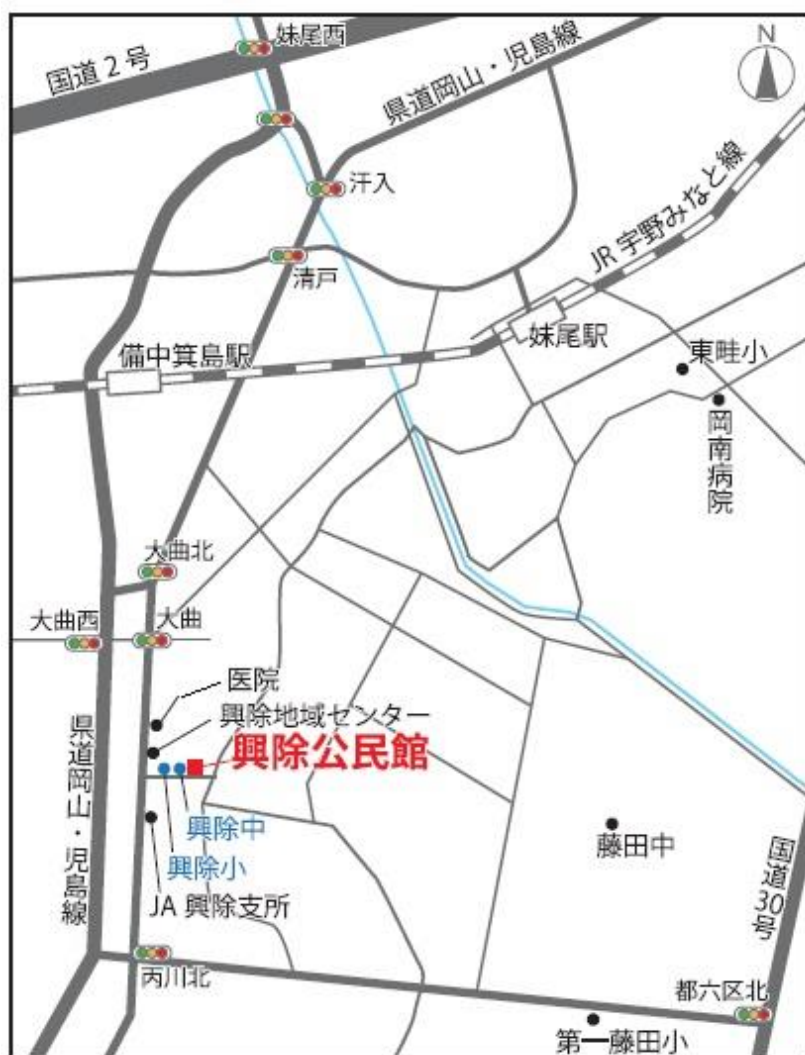 妹尾西
国道2号
県道岡山・児島線
N
汗入
JR宇野みなと線
清戸
妹尾駅
備中箕島駅
東畦小
岡南病院
大曲北
大曲西
大曲
医院
興除地域センター
興除公民館
県道岡山・児島線
興除中
藤田中
興除小
国道30号
JA 興除支所
丙川北
都六区北
第一藤田小